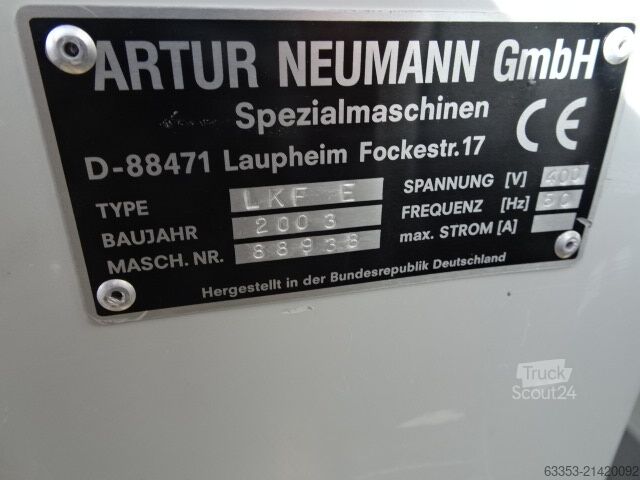 ARTUR NEUMANN GmbH
Spezialmaschinen
D-88471 Laupheim Fockestr.17
CE
TYPE LKF E
BAUJAHR 2003
MASCH. NR. 88938
SPANNUNG [V] 400
FREQUENZ [Hz] 50
max. STROM [A]
Hergestellt in der Bundesrepublik Deutschland
Truck
Scout24
63353-21420092